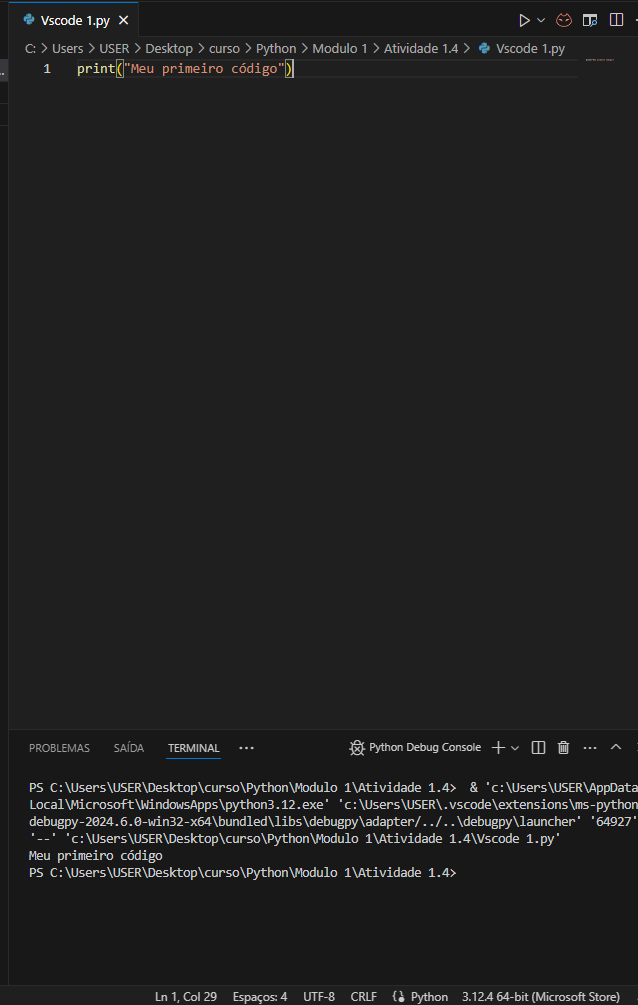 Vscode 1.py
C: > Users > USER > Desktop > curso > Python > Modulo 1 > Atividade 1.4 > Vscode 1.py
1 print("Meu primeiro código")
PROBLEMAS SAÍDA TERMINAL ... Python Debug Console
PS C:\Users\USER\Desktop\curso\Python\Modulo 1\Atividade 1.4> & 'c:\Users\USER\AppData
Local\Microsoft\WindowsApps\python3.12.exe' 'c:\Users\USER\.vscode\extensions\ms-python
debugpy-2024.6.0-win32-x64\bundled\libs\debugpy\adapter/../..\debugpy\launcher' '64927'
'--' 'c:\Users\USER\Desktop\curso\Python\Modulo 1\Atividade 1.4\Vscode 1.py'
Meu primeiro código
PS C:\Users\USER\Desktop\curso\Python\Modulo 1\Atividade 1.4>
Ln 1, Col 29 Espaços: 4 UTF-8 CRLF Python 3.12.4 64-bit (Microsoft Store)